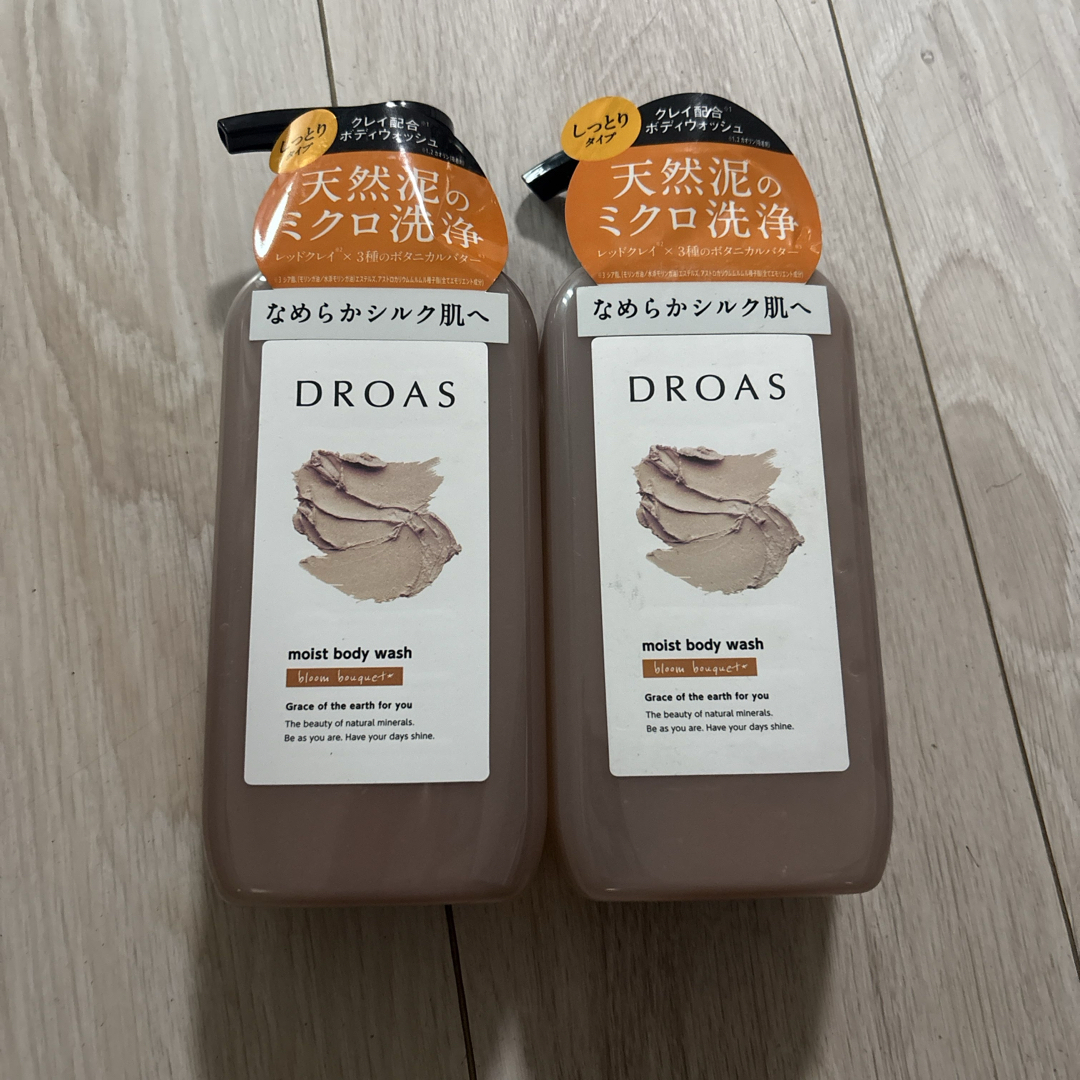 しっとり
タイプ
クレイ配合※1
ボディウォッシュ
天然泥の
ミクロ洗浄
レッドクレイ※2×3種のボタニカルバター※3
なめらかシルク肌へ
DROAS
moist body wash
bloom bouquet
Grace of the earth for you
The beauty of natural minerals.
Be as you are. Have your days shine.
しっとり
タイプ
クレイ配合※1
ボディウォッシュ
天然泥の
ミクロ洗浄
レッドクレイ※2×3種のボタニカルバター※3
なめらかシルク肌へ
DROAS
moist body wash
bloom bouquet
Grace of the earth for you
The beauty of natural minerals.
Be as you are. Have your days shine.